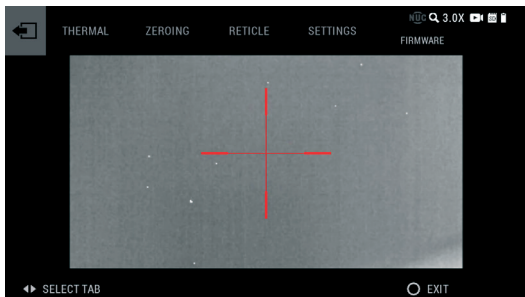 NUC 3.0X
THERMAL ZEROING RETICLE SETTINGS FIRMWARE
SELECT TAB EXIT